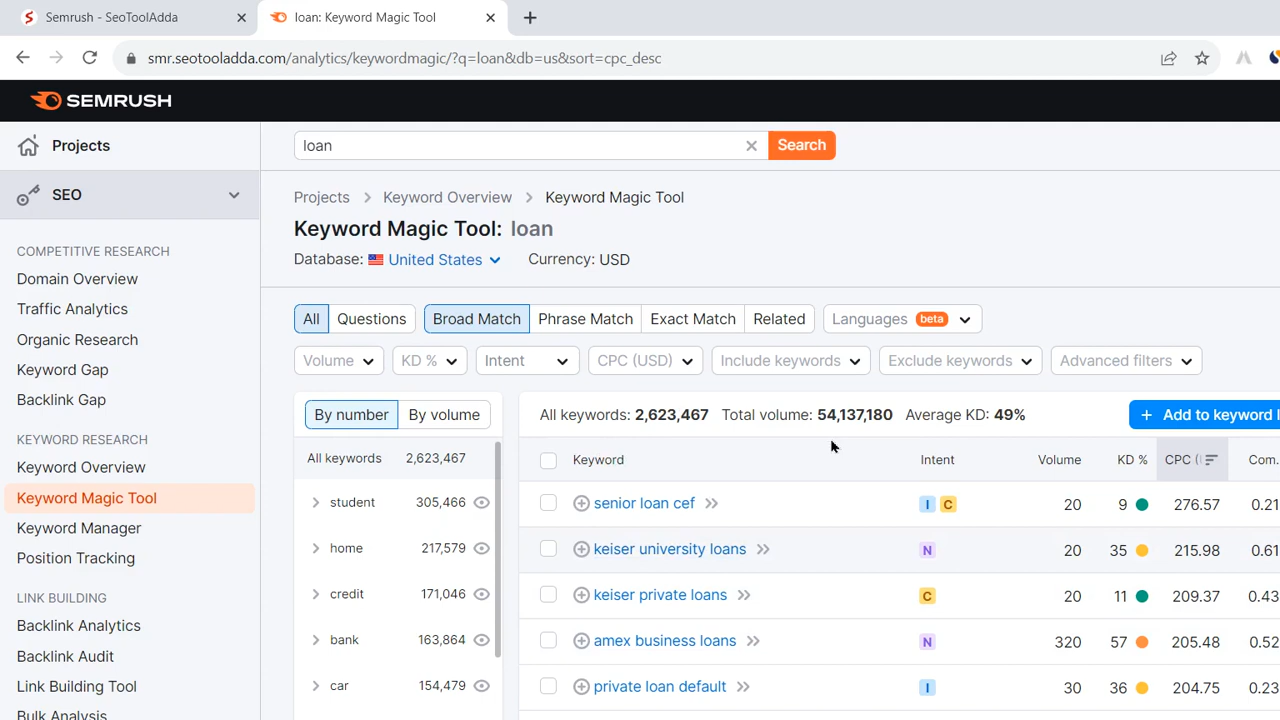 Semrush - SeoToolAdda
loan: Keyword Magic Tool
smr.seotooladda.com/analytics/keywordmagic/?q=loan&db=us&sort=cpc_desc
SEMRUSH
Projects
SEO
COMPETITIVE RESEARCH
Domain Overview
Traffic Analytics
Organic Research
Keyword Gap
Backlink Gap
KEYWORD RESEARCH
Keyword Overview
Keyword Magic Tool
Keyword Manager
Position Tracking
LINK BUILDING
Backlink Analytics
Backlink Audit
Link Building Tool
Bulk Analysis
loan Search
Projects > Keyword Overview > Keyword Magic Tool
Keyword Magic Tool: loan
Database: United States Currency: USD
All Questions Broad Match Phrase Match Exact Match Related Languages beta
Volume KD % Intent CPC (USD) Include keywords Exclude keywords Advanced filters
By number By volume
All keywords 2,623,467
student 305,466
home 217,579
credit 171,046
bank 163,864
car 154,479
All keywords: 2,623,467 Total volume: 54,137,180 Average KD: 49% + Add to keyword l
Keyword Intent Volume KD % CPC ( Com.
senior loan cef I C 20 9 276.57 0.21
keiser university loans N 20 35 215.98 0.61
keiser private loans C 20 11 209.37 0.43
amex business loans N 320 57 205.48 0.52
private loan default I 30 36 204.75 0.23